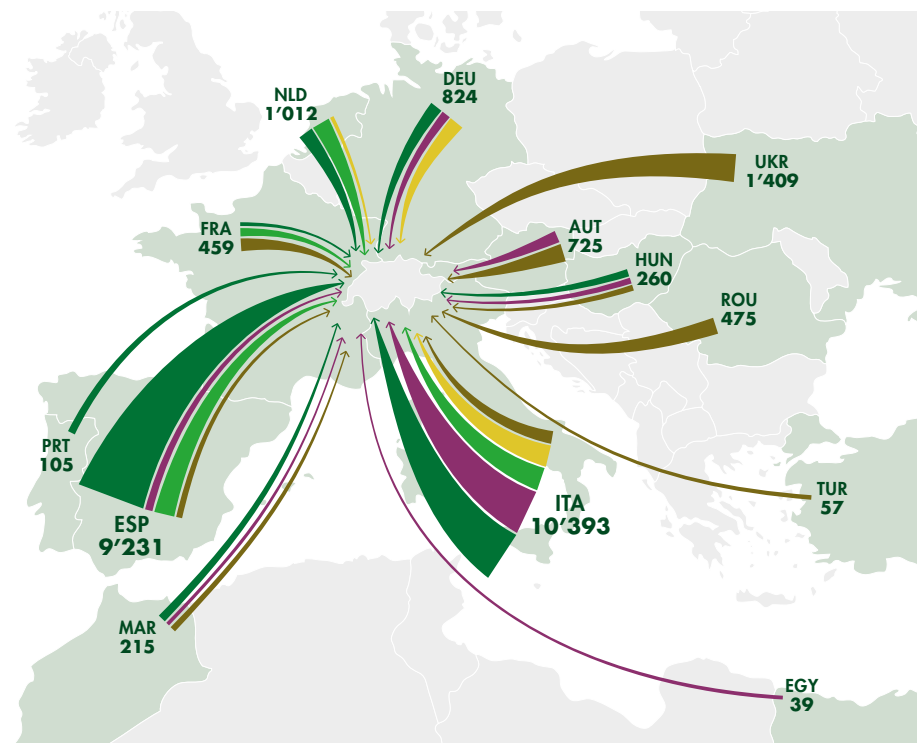 DEU
824
NLD
1’012
UKR
1’409
FRA
459
AUT
725
HUN
260
ROU
475
PRT
105
ESP
9’231
ITA
10’393
TUR
57
MAR
215
EGY
39